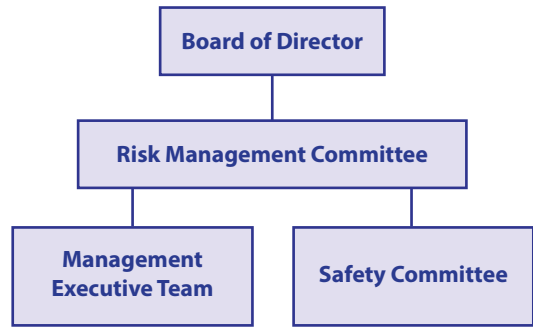 Board of Director
Risk Management Committee
Management
Executive Team
Safety Committee